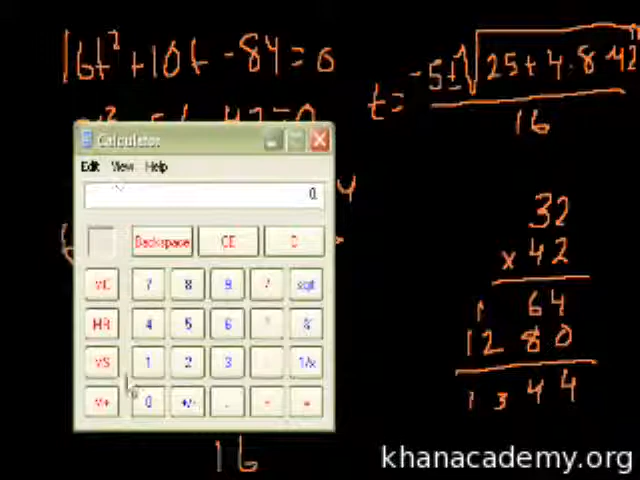 16t² + 10t - 84 = 0
t = -5 ± √25 + 4·8·42
16
Calculator
Edit View Help
0.
Backspace CE C
MC 7 8 9 / sqrt
MR 4 5 6 * %
MS 1 2 3 1/x
M+ 0 +/- . + =
32
x 42
1 64
1280
1344
16
khanacademy.org